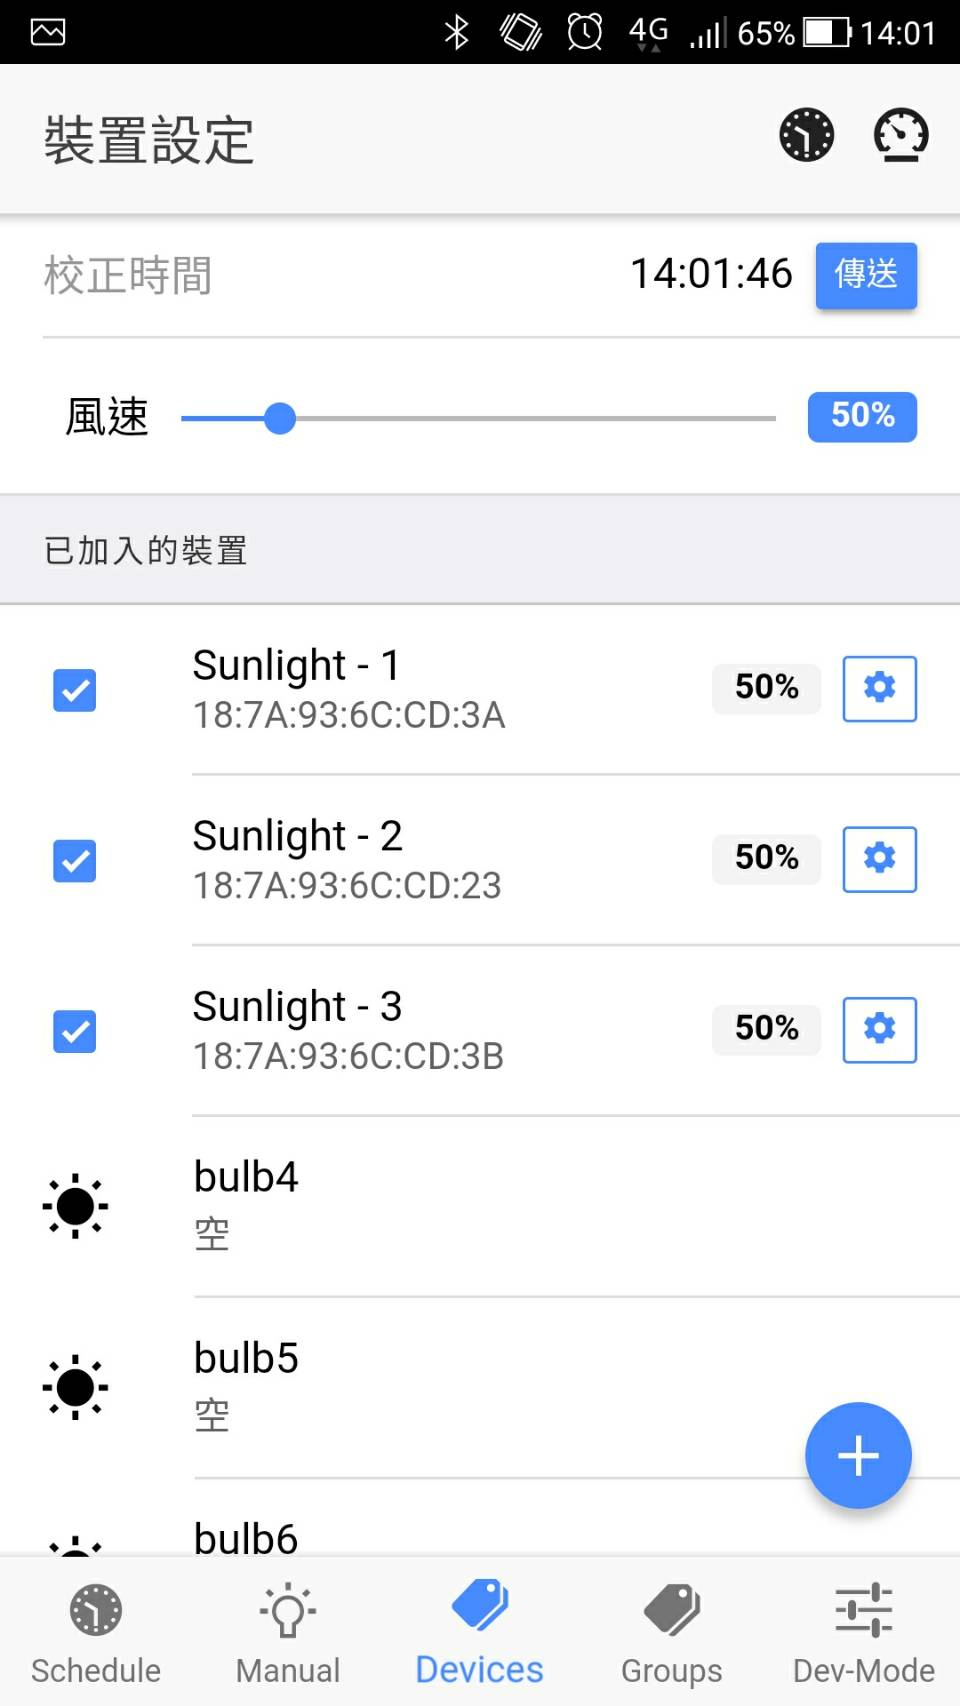 4G 65% 14:01
裝置設定
校正時間 14:01:46 傳送
風速 50%
已加入的裝置
Sunlight - 1
18:7A:93:6C:CD:3A
50%
Sunlight - 2
18:7A:93:6C:CD:23
50%
Sunlight - 3
18:7A:93:6C:CD:3B
50%
bulb4
空
bulb5
空
bulb6
Schedule Manual Devices Groups Dev-Mode